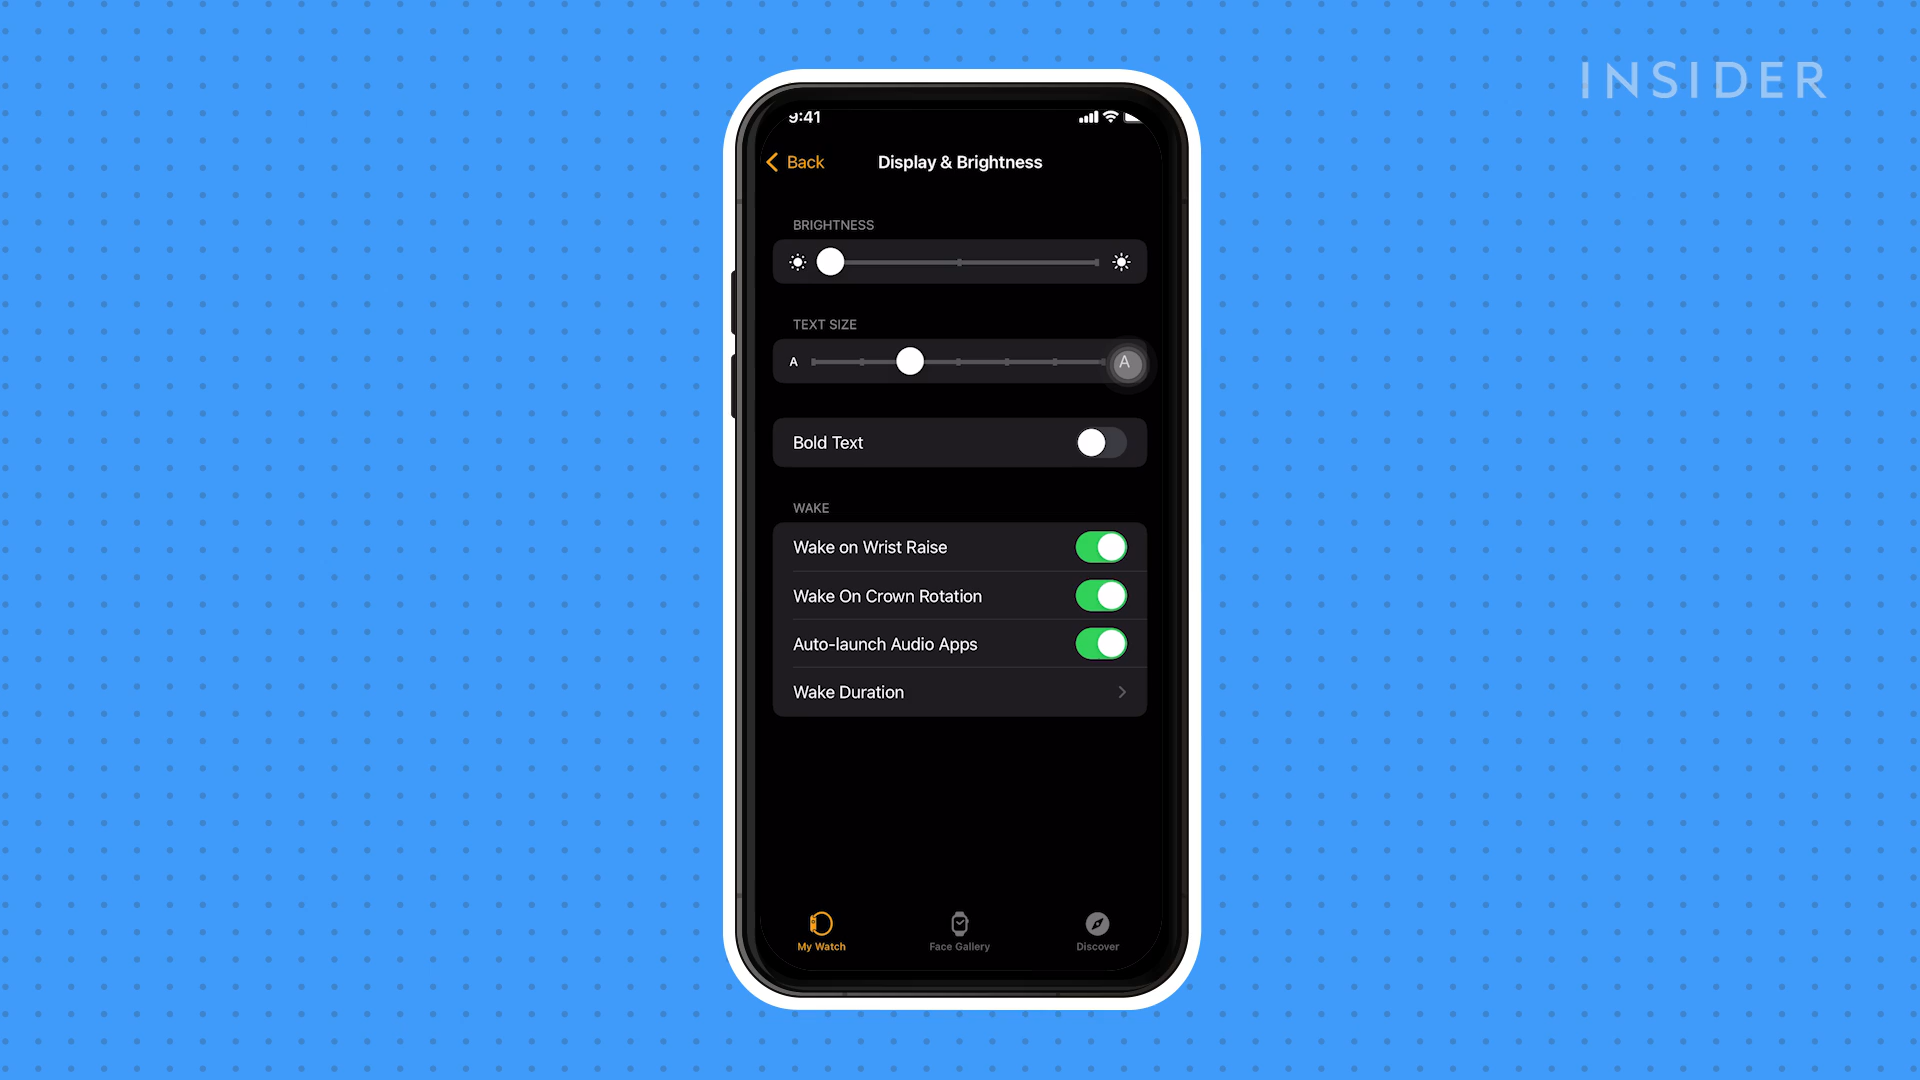 INSIDER
9:41
Back
Display & Brightness
BRIGHTNESS
TEXT SIZE
A
A
Bold Text
WAKE
Wake on Wrist Raise
Wake On Crown Rotation
Auto-launch Audio Apps
Wake Duration
My Watch
Face Gallery
Discover